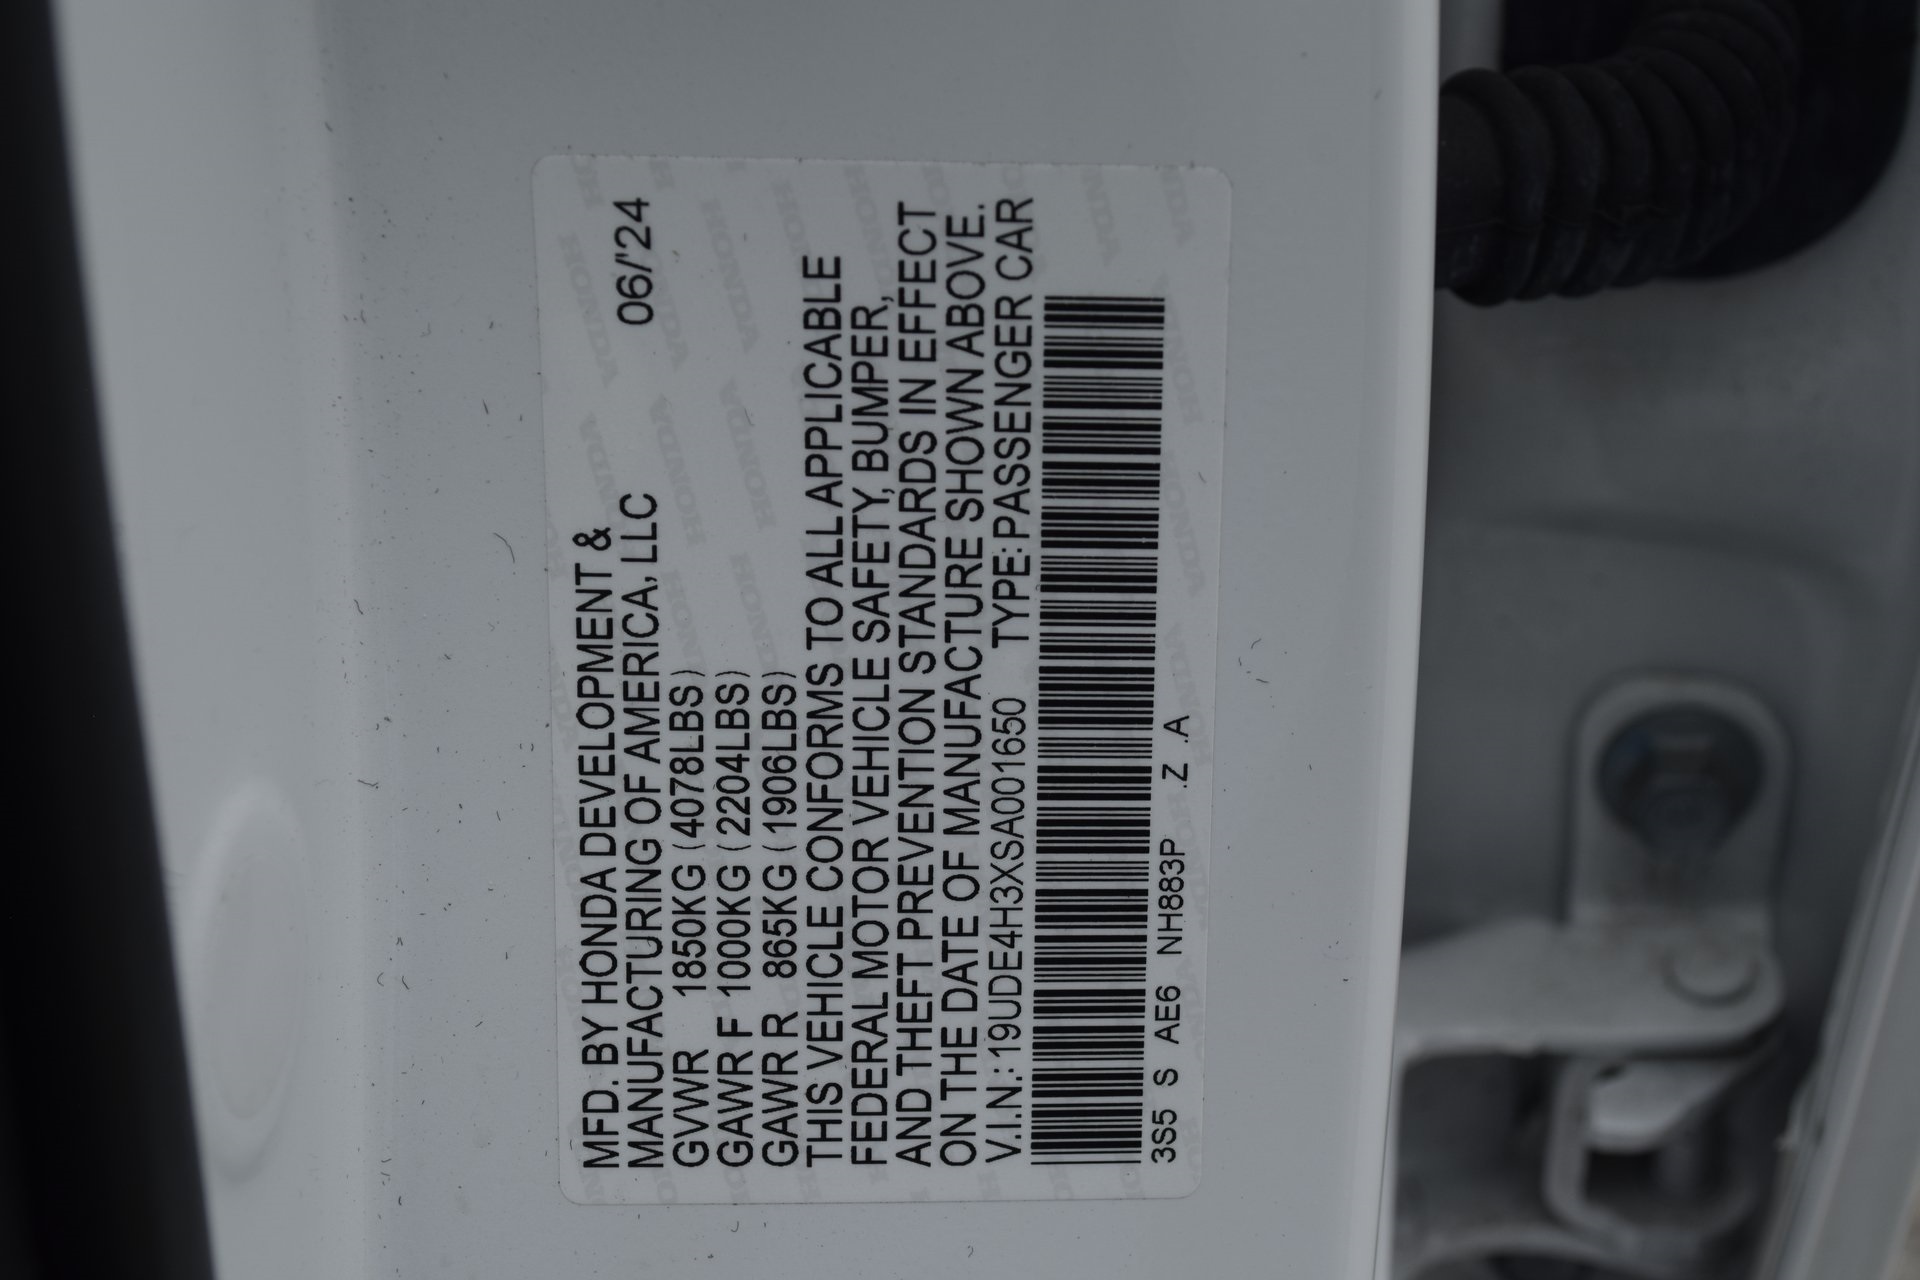 MFD. BY HONDA DEVELOPMENT &
MANUFACTURING OF AMERICA, LLC 06/'24
GVWR 1850KG (4078LBS)
GAWR F 1000KG (2204LBS)
GAWR R 865KG (1906LBS)
THIS VEHICLE CONFORMS TO ALL APPLICABLE
FEDERAL MOTOR VEHICLE SAFETY, BUMPER,
AND THEFT PREVENTION STANDARDS IN EFFECT
ON THE DATE OF MANUFACTURE SHOWN ABOVE.
V.I.N.: 19UDE4H3XSA001650 TYPE: PASSENGER CAR
3S5 S AE6 NH883P .Z .A